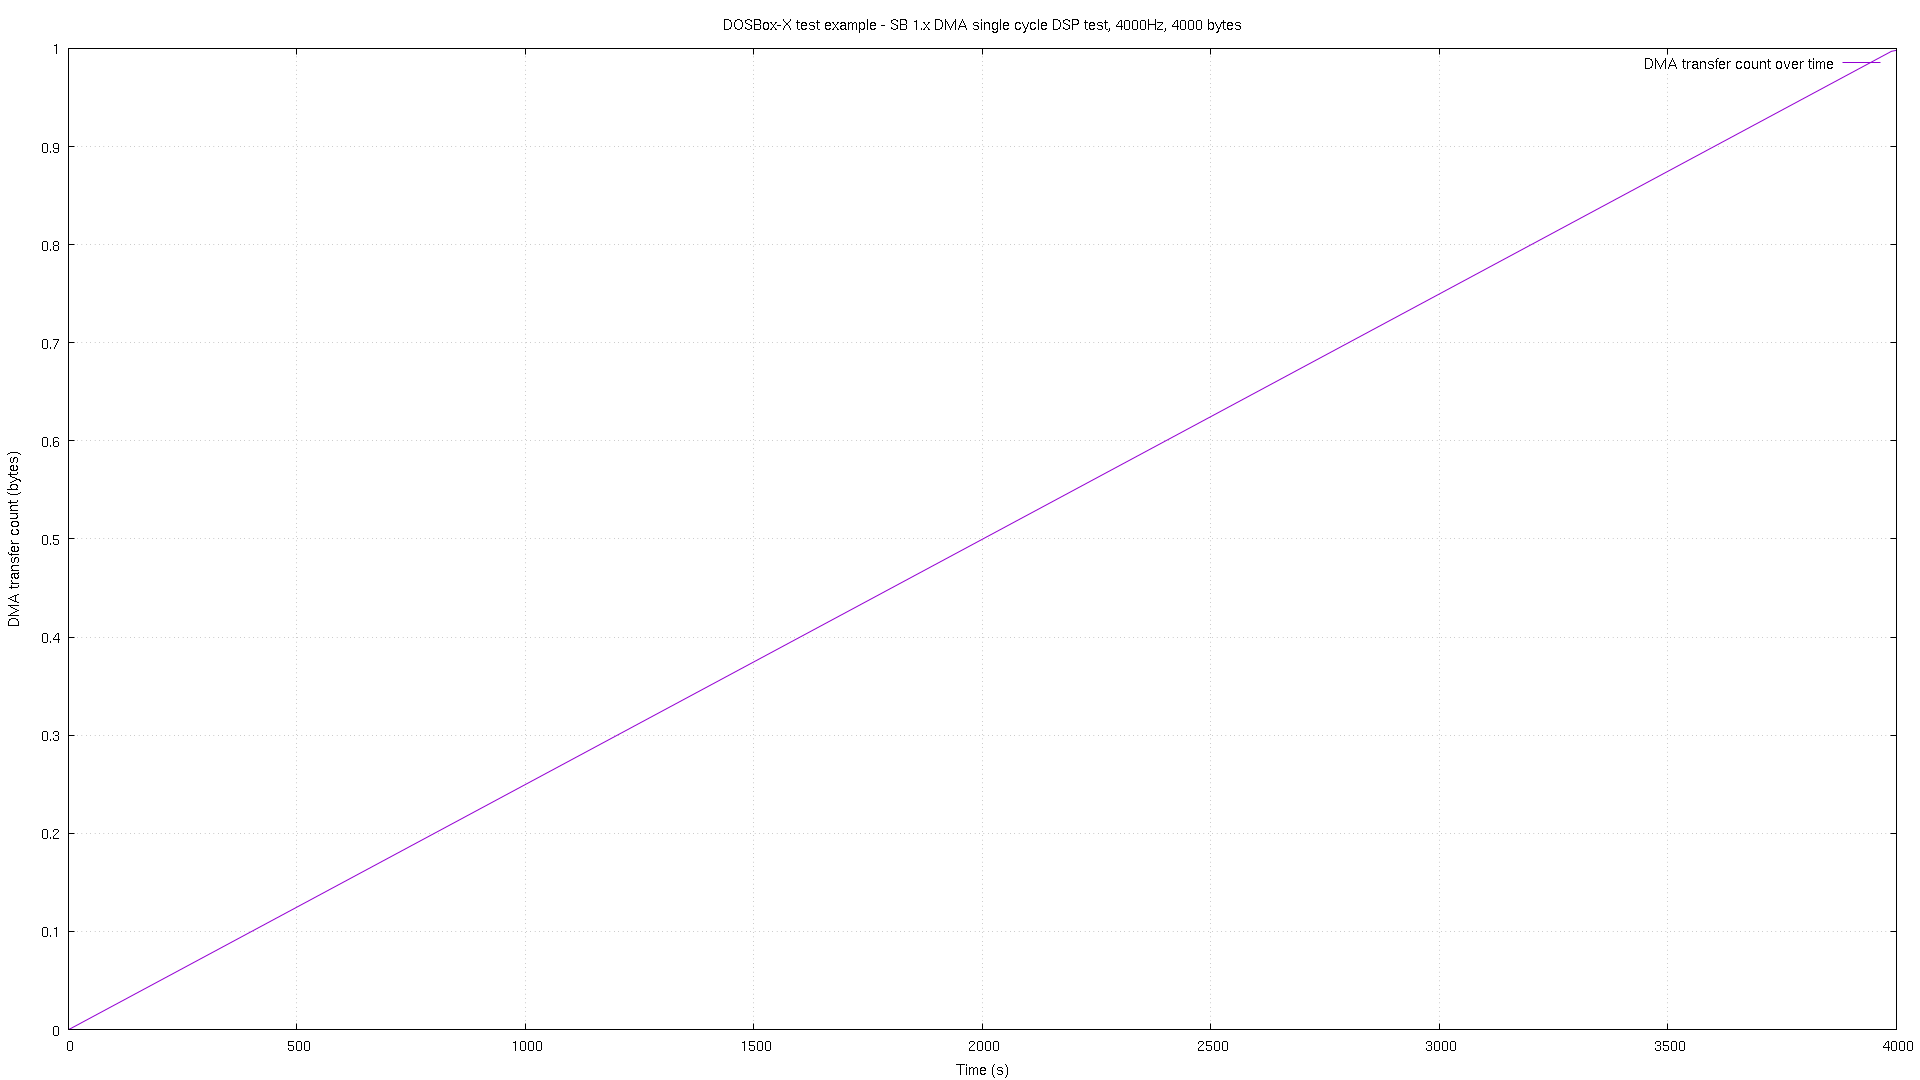 DOSBox-X test example - SB 1.x DMA single cycle DSP test, 4000Hz, 4000 bytes
DMA transfer count over time
1
0.9
0.8
0.7
0.6
0.5
0.4
0.3
0.2
0.1
0
DMA transfer count (bytes)
0 500 1000 1500 2000 2500 3000 3500 4000
Time (s)